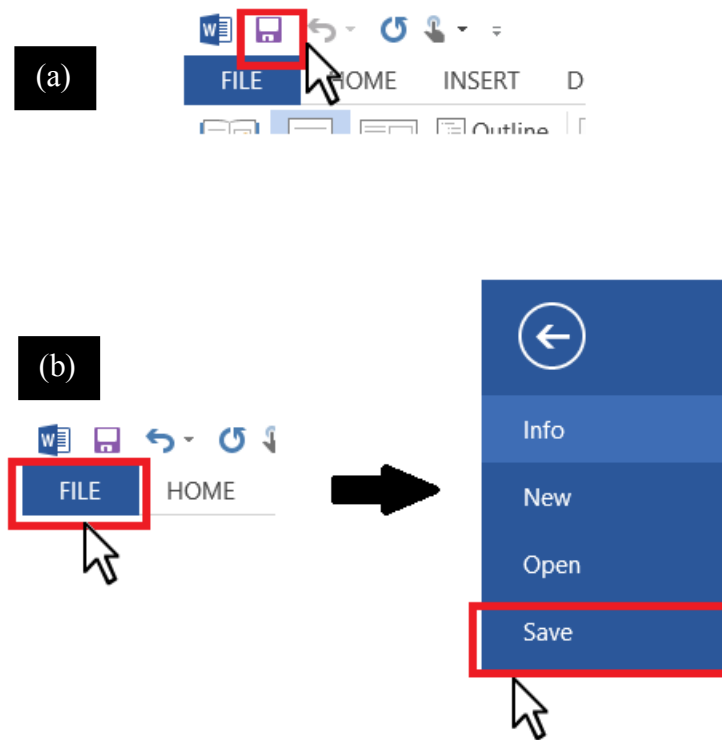 (a)
FILE HOME INSERT D
Outline
(b)
FILE HOME
Info
New
Open
Save